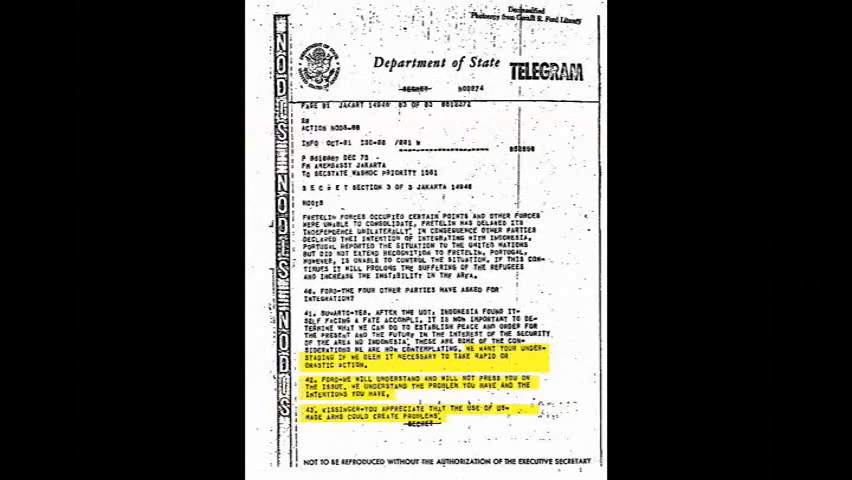 Declassified
Photocopy from Gerald R. Ford Library
Department of State
TELEGRAM
SECRET
NODIS NODIS NODIS
PAGE 01 JAKART 14946 03 OF 03
ACTION NODS-00
INFO OCT-01 ISO-00 /001 W
DEC 75
FM AMEMBASSY JAKARTA
TO SECSTATE WASHDC PRIORITY 1581
S E C R E T SECTION 3 OF 3 JAKARTA 14946
NODIS
FRETELIN FORCES OCCUPIED CERTAIN POINTS AND OTHER FORCES
WERE UNABLE TO CONSOLIDATE. FRETELIN HAS DELARED ITS
INDEPENDENCE UNILATERALLY. IN CONSEQUENCE OTHER PARTIES
DECLARED THEI INTENTION OF INTEGRATING WITH INDONESIA.
PORTUGAL REPORTED THE SITUATION TO THE UNITED NATIONS
BUT DID NOT EXTEND RECOGNITION TO FRETELIN. PORTUGAL,
HOWEVER, IS UNABLE TO CONTROL THE SITUATION. IF THIS CON-
TINUES IT WILL PROLONG THE SUFFERING OF THE REFUGEES
AND INCREASE THE INSTABILITY IN THE AREA.
40. FORD-THE FOUR OTHER PARTIES HAVE ASKED FOR
INTEGRATION?
41. SUHARTO-YES, AFTER THE UDT, INDONESIA FOUND IT-
SELF FACING A FATE ACCOMPLI. IT IS NOW IMPORTANT TO DE-
TERMINE WHAT WE CAN DO TO ESTABLISH PEACE AND ORDER FOR
THE PRESENT AND THE FUTURE IN THE INTEREST OF THE SECURITY
OF THE AREA NO INDONESIA. THESE ARE SOME OF THE CON-
SIDERATIONS WE ARE NOW CONTEMPLATING. WE WANT YOUR UNDER-
STADING IF WE DEEM IT NECESSARY TO TAKE RAPID OR
DRASTIC ACTION.
42. FORD-WE WILL UNDERSTAND AND WILL NOT PRESS YOU ON
THE ISSUE. WE UNDERSTAND THE PROBLEM YOU HAVE AND THE
INTENTIONS YOU HAVE.
43. KISSINGER-YOU APPRECIATE THAT THE USE OF US-
MADE ARMS COULD CREATE PROBLEMS.
SECRET
NOT TO BE REPRODUCED WITHOUT THE AUTHORIZATION OF THE EXECUTIVE SECRETARY